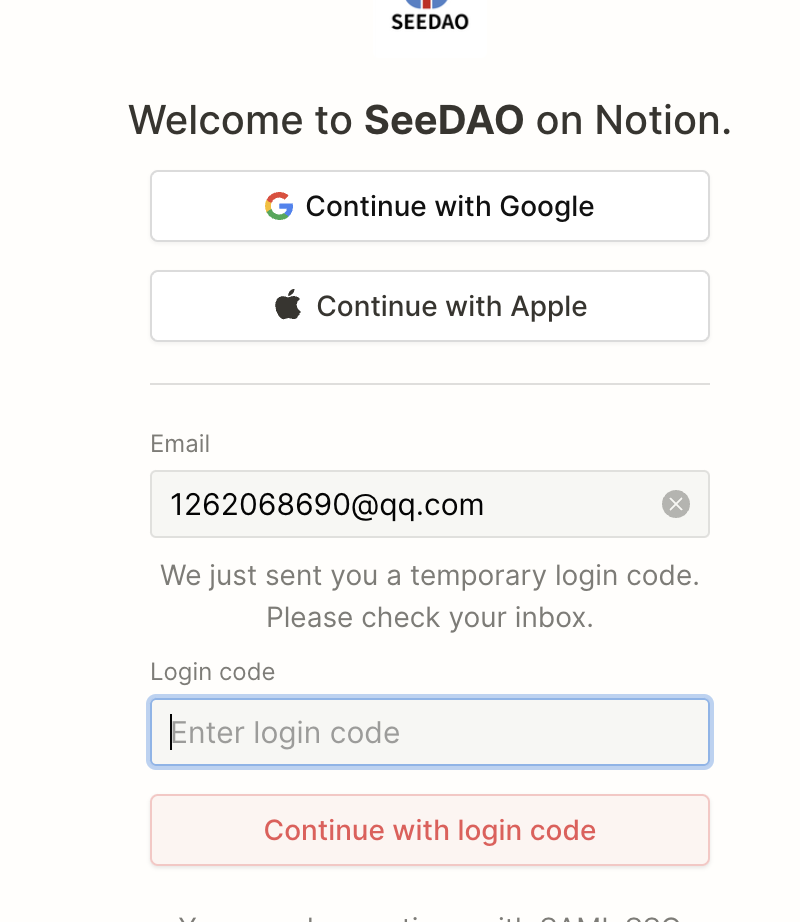 SEEDAO
Welcome to SeeDAO on Notion.
Continue with Google
Continue with Apple
Email
1262068690@qq.com
We just sent you a temporary login code.
Please check your inbox.
Login code
Enter login code
Continue with login code